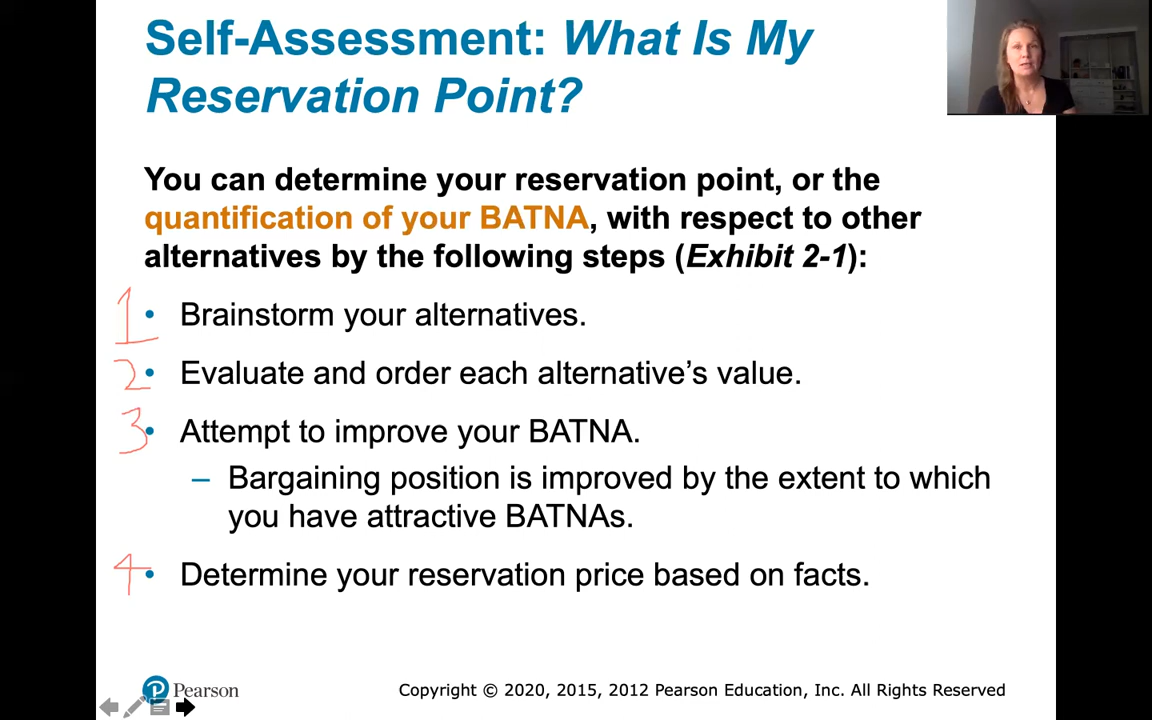 Self-Assessment: What Is My
Reservation Point?
You can determine your reservation point, or the
quantification of your BATNA, with respect to other
alternatives by the following steps (Exhibit 2-1):
1 • Brainstorm your alternatives.
2 • Evaluate and order each alternative’s value.
3 • Attempt to improve your BATNA.
– Bargaining position is improved by the extent to which
you have attractive BATNAs.
4 • Determine your reservation price based on facts.
P Pearson
Copyright © 2020, 2015, 2012 Pearson Education, Inc. All Rights Reserved